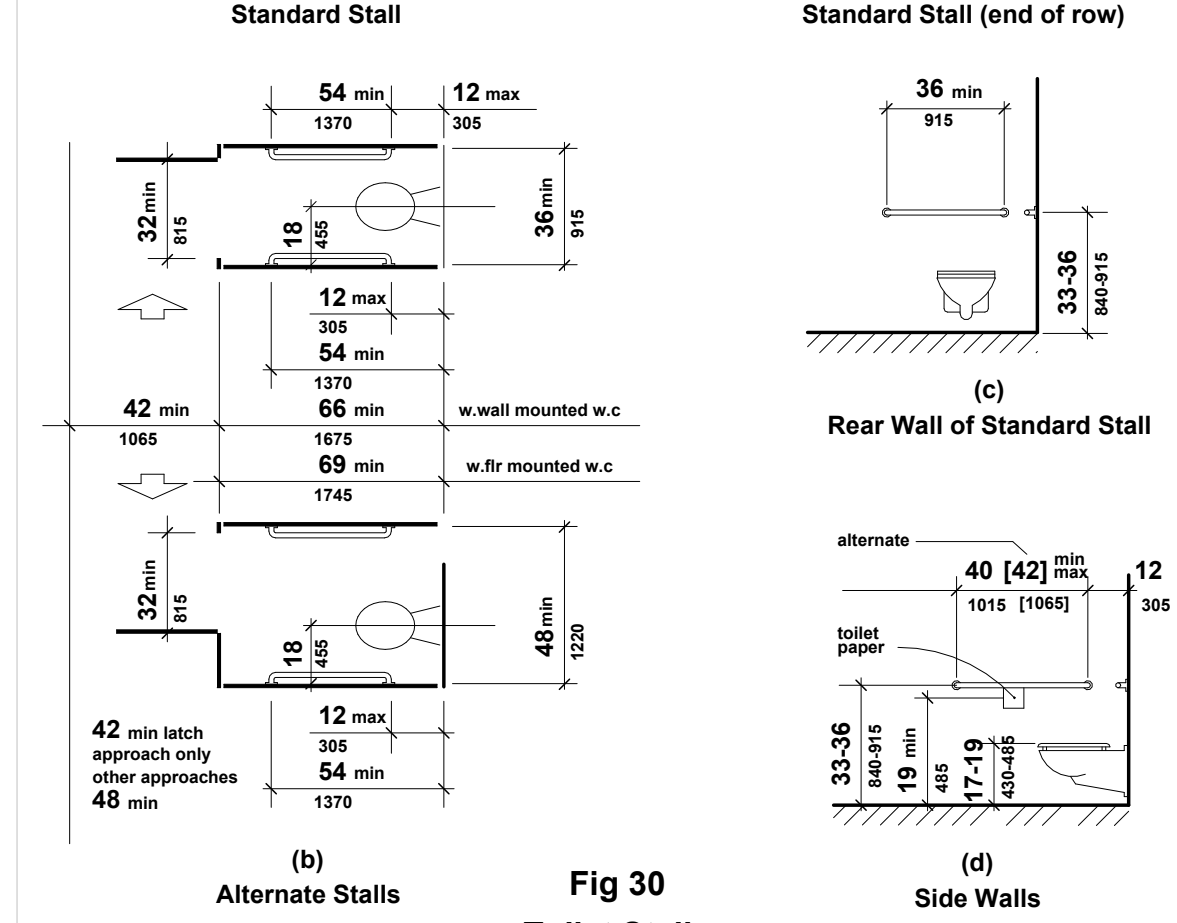 Standard Stall
Standard Stall (end of row)
54 min
1370
12 max
305
32 min
815
18
455
36 min
915
12 max
305
54 min
1370
42 min
1065
66 min
1675
w.wall mounted w.c
69 min
1745
w.flr mounted w.c
32 min
815
18
455
48 min
1220
12 max
305
54 min
1370
42 min latch
approach only
other approaches
48 min
(b)
Alternate Stalls
36 min
915
33-36
840-915
(c)
Rear Wall of Standard Stall
alternate
40 [42] min max
1015 [1065]
12
305
toilet
paper
33-36
840-915
19 min
485
17-19
430-485
(d)
Side Walls
Fig 30